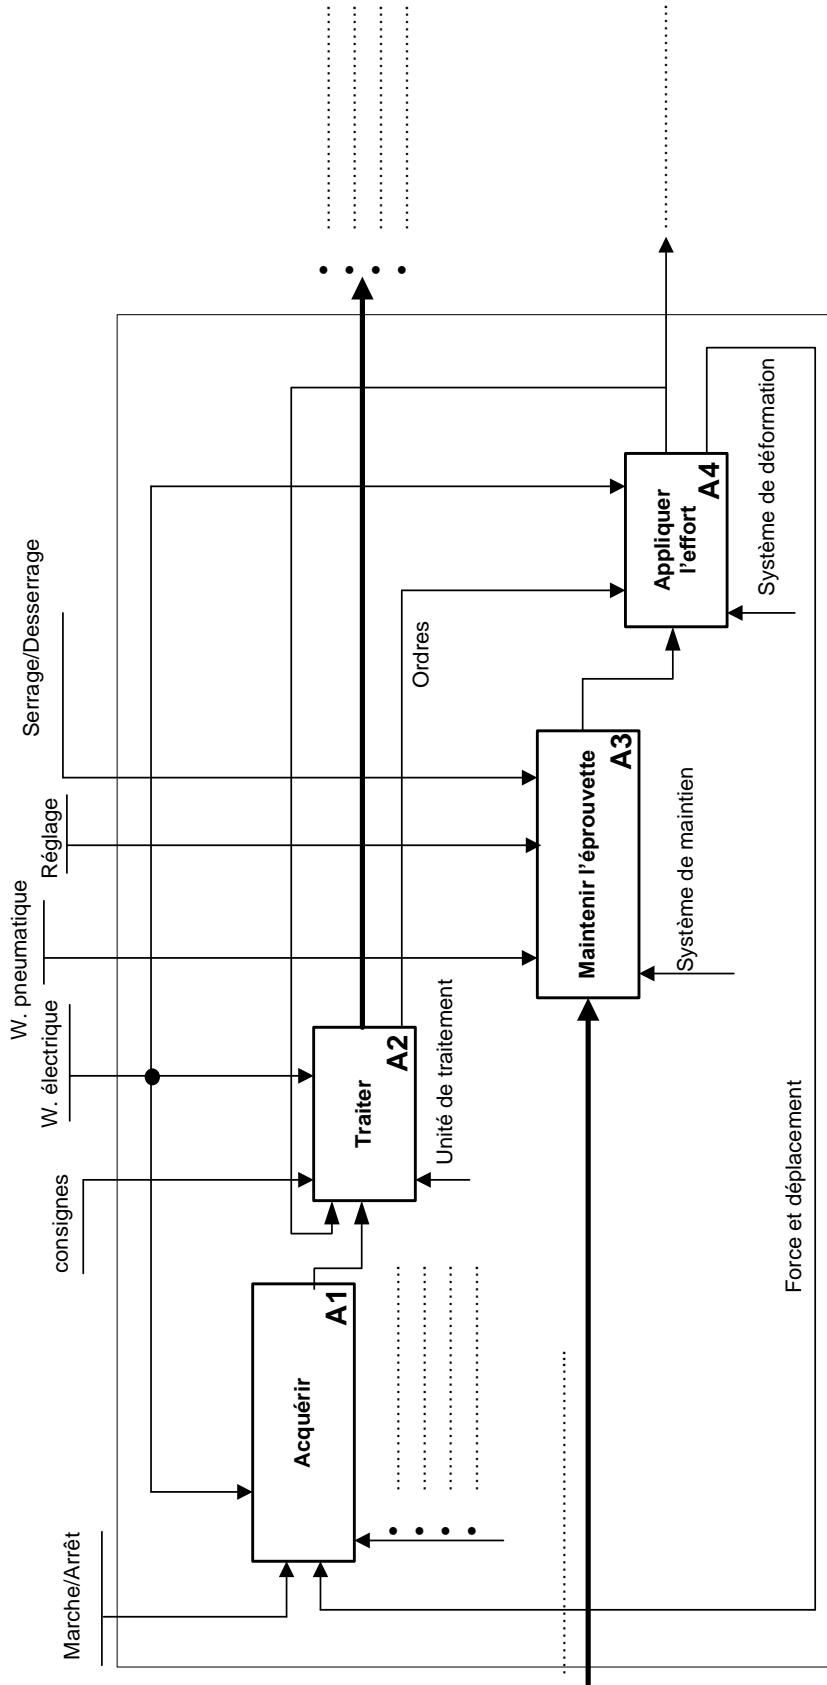 Marche/Arrêt
consignes
W. électrique
W. pneumatique
Réglage
Serrage/Desserrage
Acquérir
A1
Traiter
A2
Unité de traitement
Ordres
Maintenir l'éprouvette
A3
Système de maintien
Appliquer
l'effort
A4
Système de déformation
Force et déplacement